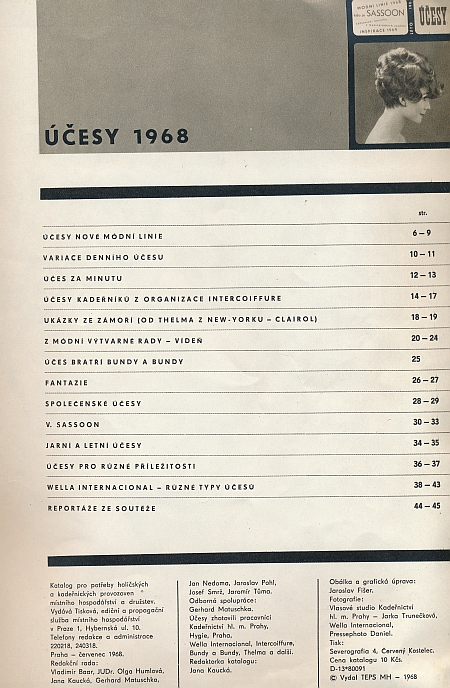 MÓDNÍ LINIE 1968
SASSOON
INSPIRACE 1969
ÚČESY
ÚČESY 1968
str.
ÚČESY NOVÉ MÓDNÍ LINIE 6–9
VARIACE DENNÍHO ÚČESU 10–11
ÚČES ZA MINUTU 12–13
ÚČESY KADEŘNÍKŮ Z ORGANIZACE INTERCOIFFURE 14–17
UKÁZKY ZE ZÁMOŘÍ (OD THELMA Z NEW-YORKU – CLAIROL) 18–19
Z MÓDNÍ VÝTVARNÉ RADY – VÍDEŇ 20–24
ÚČES BRATŘÍ BUNDY A BUNDY 25
FANTAZIE 26–27
SPOLEČENSKÉ ÚČESY 28–29
V. SASSOON 30–33
JARNÍ A LETNÍ ÚČESY 34–35
ÚČESY PRO RŮZNÉ PŘÍLEŽITOSTI 36–37
WELLA INTERNACIONAL – RŮZNÉ TYPY ÚČESŮ 38–43
REPORTÁŽE ZE SOUTĚŽE 44–45
Katalog pro potřeby holičských
a kadeřnických provozoven
místního hospodářství a družstev.
Vydává Tisková, ediční a propagační
služba místního hospodářství
v Praze 1, Hybernská ul. 10.
Telefony redakce a administrace
220218, 240318.
Praha – červenec 1968.
Redakční rada:
Vladimír Baar, JUDr. Olga Humlová,
Jana Kaucká, Gerhard Matuschka,
Jan Nedoma, Jaroslav Pohl,
Josef Smrž, Jaromír Tůma.
Odborná spolupráce:
Gerhard Matuschka.
Účesy zhotovili pracovníci
Kadeřnictví hl. m. Prahy,
Hygie, Praha,
Wella Internacional, Intercoiffure,
Bundy a Bundy, Thelma a další.
Redaktorka katalogu:
Jana Kaucká.
Obálka a grafická úprava:
Jaroslav Fišer.
Fotografie:
Vlasové studio Kadeřnictví
hl. m. Prahy – Jarka Trunečková,
Wella Internacional,
Pressephoto Daniel.
Tisk:
Severografia 4, Červený Kostelec.
Cena katalogu 10 Kčs.
D-13*80091
© Vydal TEPS MH – 1968